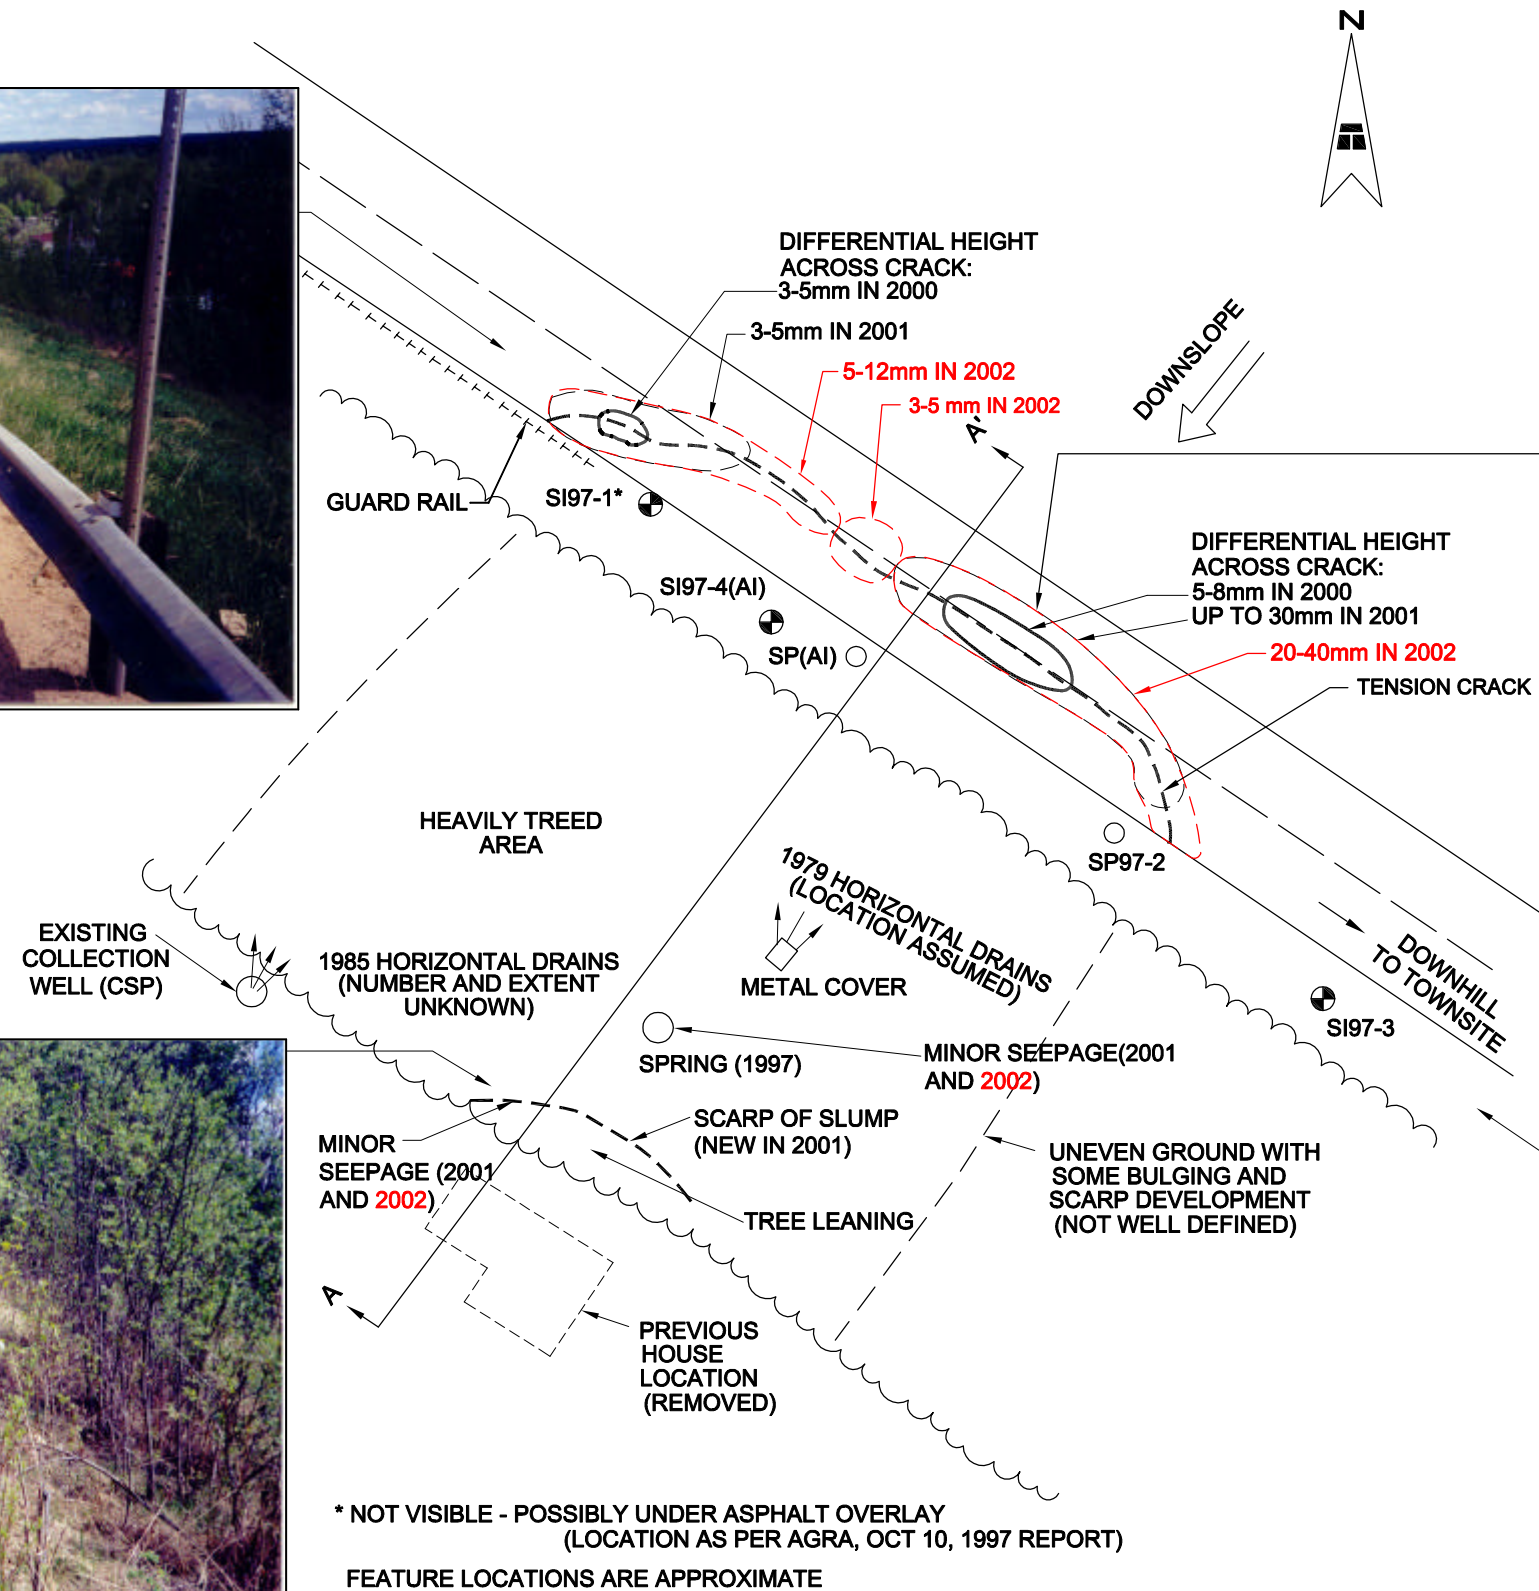 N
DIFFERENTIAL HEIGHT
ACROSS CRACK:
3-5mm IN 2000
3-5mm IN 2001
5-12mm IN 2002
3-5 mm IN 2002
DOWNSLOPE
A'
GUARD RAIL
SI97-1*
DIFFERENTIAL HEIGHT
ACROSS CRACK:
5-8mm IN 2000
UP TO 30mm IN 2001
20-40mm IN 2002
TENSION CRACK
SI97-4(AI)
SP(AI)
HEAVILY TREED
AREA
SP97-2
1979 HORIZONTAL DRAINS
(LOCATION ASSUMED)
METAL COVER
EXISTING
COLLECTION
WELL (CSP)
1985 HORIZONTAL DRAINS
(NUMBER AND EXTENT
UNKNOWN)
DOWNHILL
TO TOWNSITE
SI97-3
SPRING (1997)
MINOR SEEPAGE(2001
AND 2002)
SCARP OF SLUMP
(NEW IN 2001)
MINOR
SEEPAGE (2001
AND 2002)
TREE LEANING
UNEVEN GROUND WITH
SOME BULGING AND
SCARP DEVELOPMENT
(NOT WELL DEFINED)
A
PREVIOUS
HOUSE
LOCATION
(REMOVED)
* NOT VISIBLE - POSSIBLY UNDER ASPHALT OVERLAY
(LOCATION AS PER AGRA, OCT 10, 1997 REPORT)
FEATURE LOCATIONS ARE APPROXIMATE